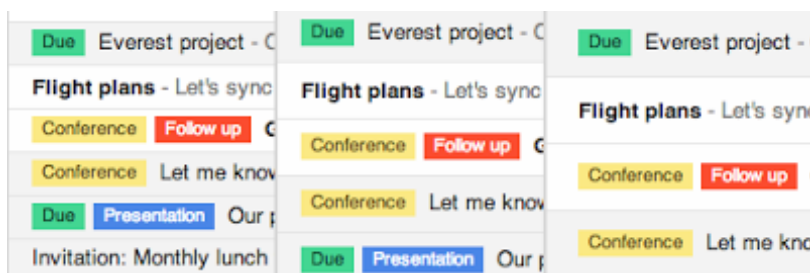 Due Everest project - C
Flight plans - Let's sync
Conference Follow up G
Conference Let me know
Due Presentation Our p
Invitation: Monthly lunch
Due Everest project - C
Flight plans - Let's sync
Conference Follow up G
Conference Let me know
Due Presentation Our p
Due Everest project -
Flight plans - Let's sync
Conference Follow up
Conference Let me kno